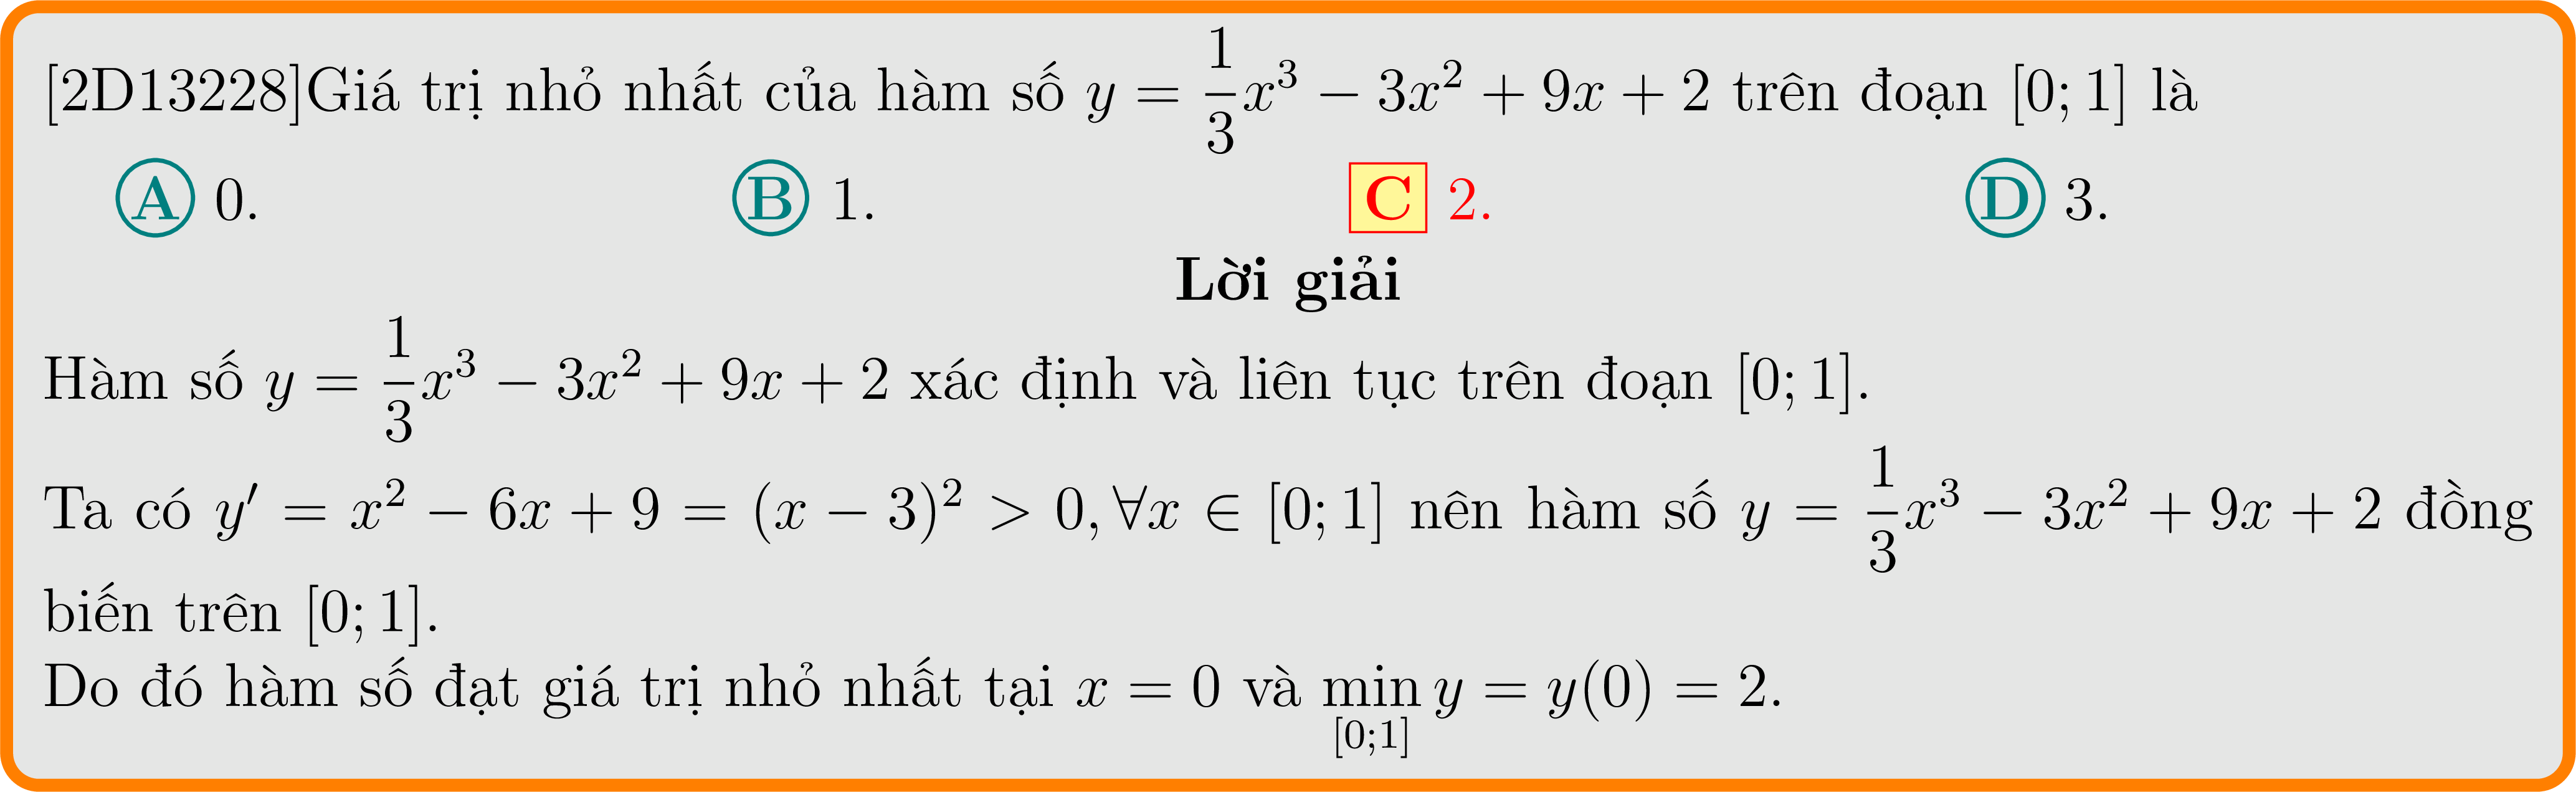 [2D13228]Giá trị nhỏ nhất của hàm số $y = \dfrac{1}{3}x^3 - 3x^2 + 9x + 2$ trên đoạn $[0; 1]$ là
A 0. B 1. C 2. D 3.
Lời giải
Hàm số $y = \dfrac{1}{3}x^3 - 3x^2 + 9x + 2$ xác định và liên tục trên đoạn $[0; 1]$.
Ta có $y' = x^2 - 6x + 9 = (x - 3)^2 > 0, \forall x \in [0; 1]$ nên hàm số $y = \dfrac{1}{3}x^3 - 3x^2 + 9x + 2$ đồng
biến trên $[0; 1]$.
Do đó hàm số đạt giá trị nhỏ nhất tại $x = 0$ và $\min\limits_{[0;1]} y = y(0) = 2$.